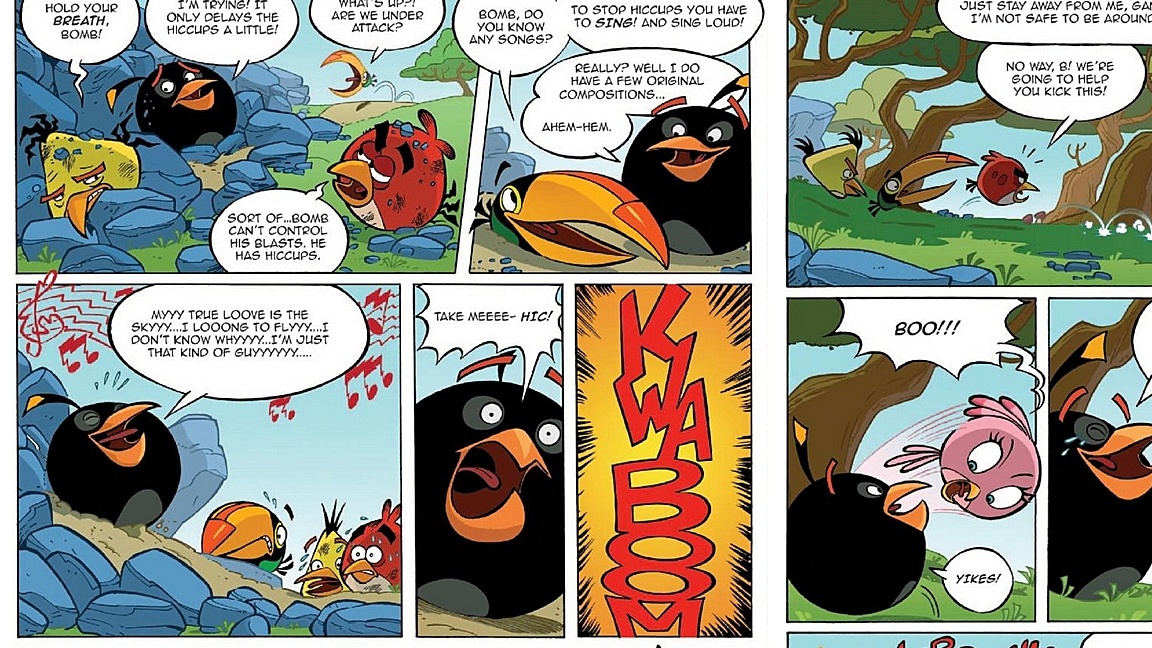 HOLD YOUR
BREATH,
BOMB!
I'M TRYING! IT
ONLY DELAYS THE
HICCUPS A LITTLE!
WHAT'S UP?!
ARE WE UNDER
ATTACK?
SORT OF...BOMB
CAN'T CONTROL
HIS BLASTS. HE
HAS HICCUPS.
BOMB, DO
YOU KNOW
ANY SONGS?
TO STOP HICCUPS YOU HAVE
TO SING! AND SING LOUD!
REALLY? WELL I DO
HAVE A FEW ORIGINAL
COMPOSITIONS...
AHEM-HEM.
MYYY TRUE LOOVE IS THE
SKYYY...I LOOONG TO FLYYY...I
DON'T KNOW WHYYYY...I'M JUST
THAT KIND OF GUYYYYYY.....
TAKE MEEEE- HIC!
KWABOOM
JUST STAY AWAY FROM ME, GA
I'M NOT SAFE TO BE AROUND
NO WAY, B! WE'RE
GOING TO HELP
YOU KICK THIS!
BOO!!!
YIKES!